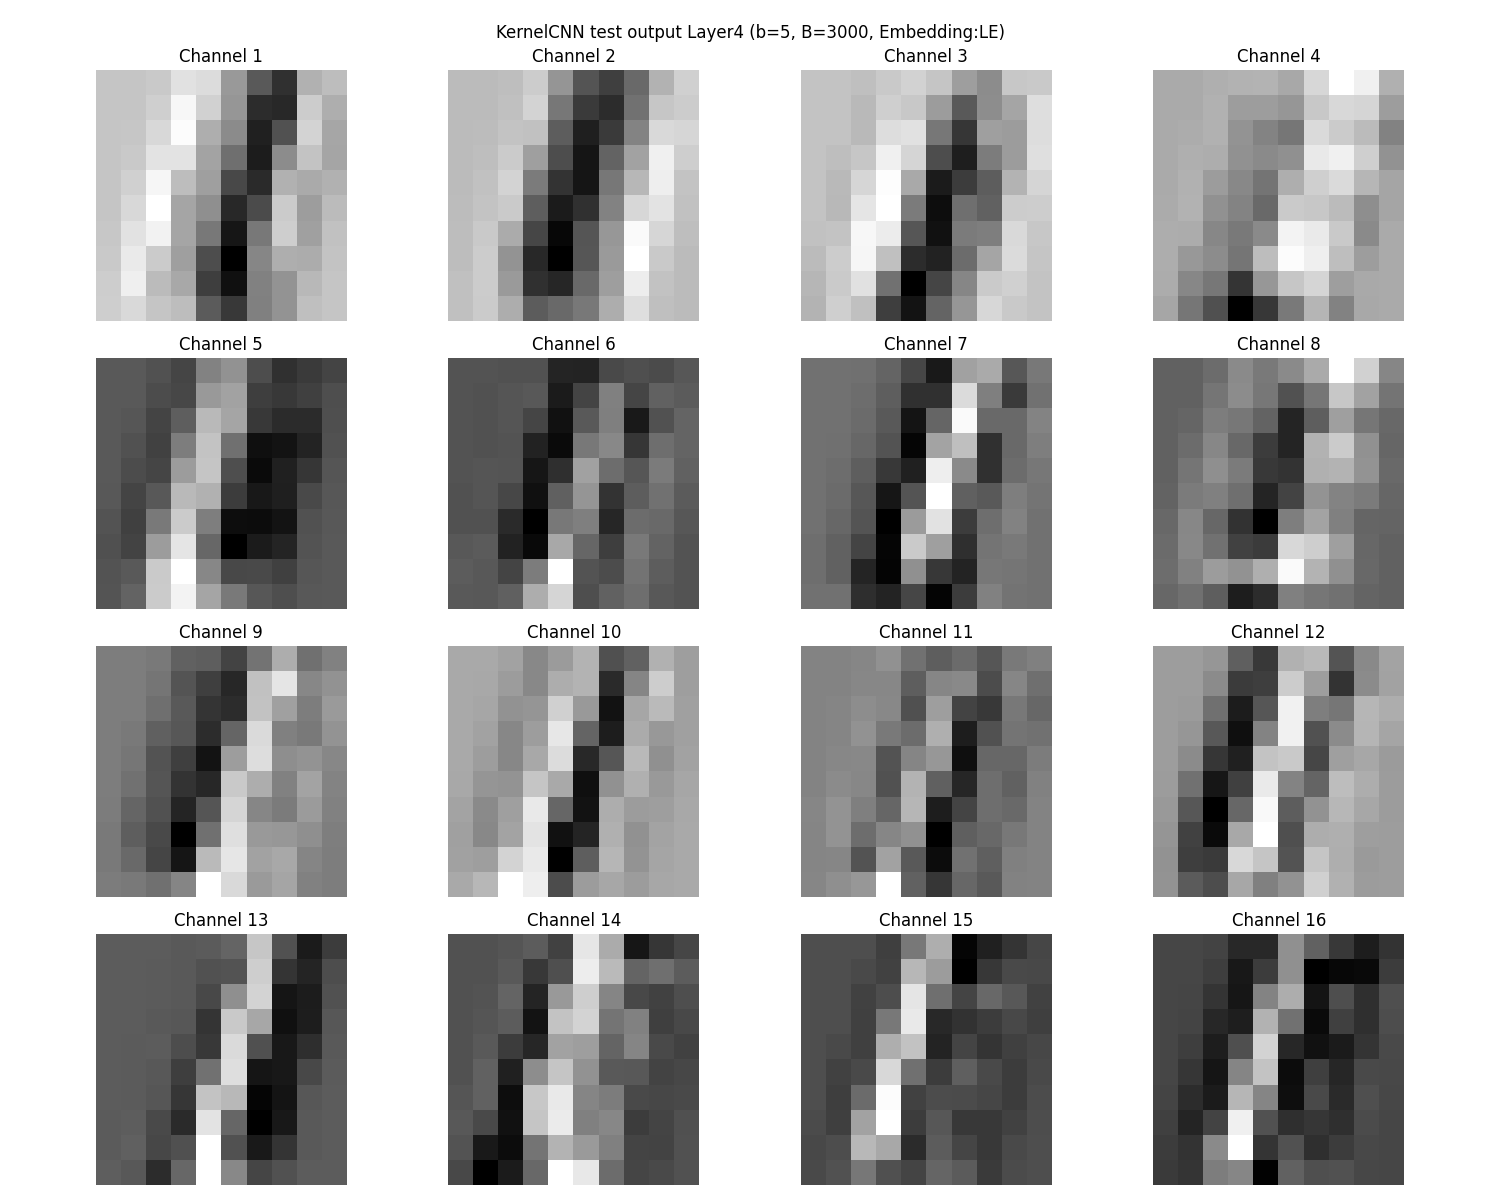 KernelCNN test output Layer4 (b=5, B=3000, Embedding:LE)
Channel 1
Channel 2
Channel 3
Channel 4
Channel 5
Channel 6
Channel 7
Channel 8
Channel 9
Channel 10
Channel 11
Channel 12
Channel 13
Channel 14
Channel 15
Channel 16